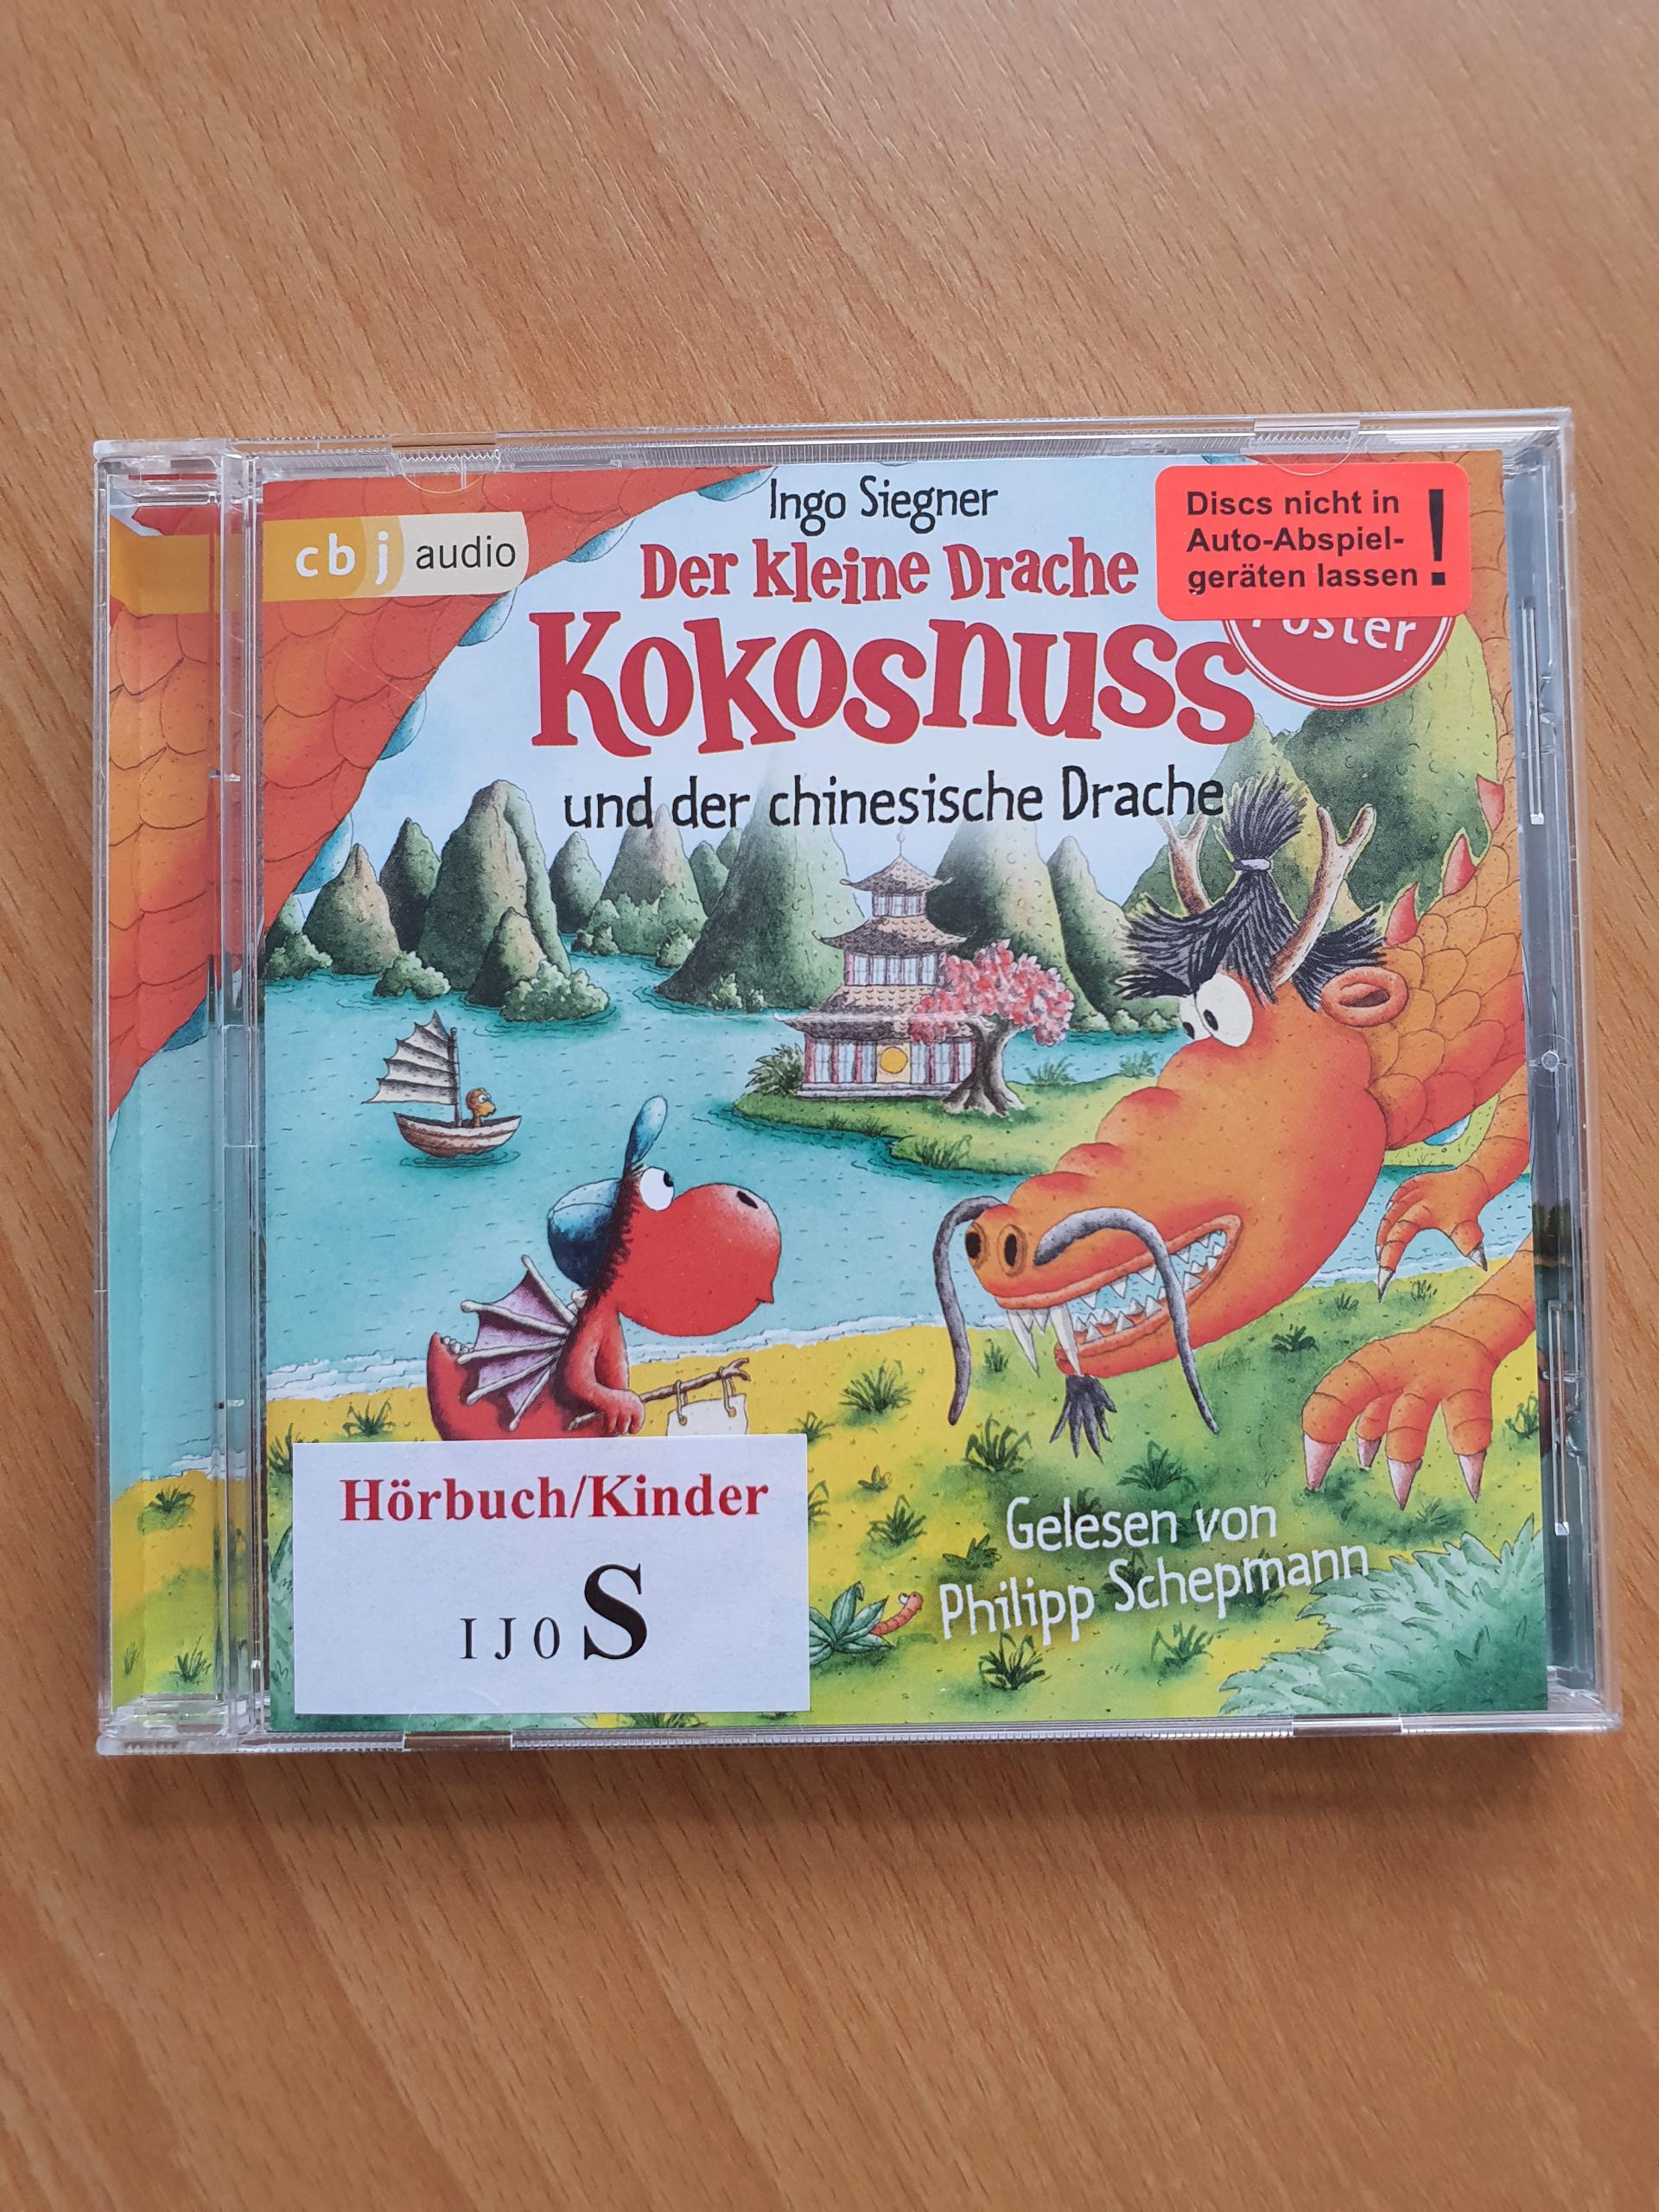 cbj audio
Ingo Siegner
Der kleine Drache
Kokosnuss
und der chinesische Drache
Discs nicht in
Auto-Abspiel-
geräten lassen !
Poster
Hörbuch/Kinder
I J 0 S
Gelesen von
Philipp Schepmann